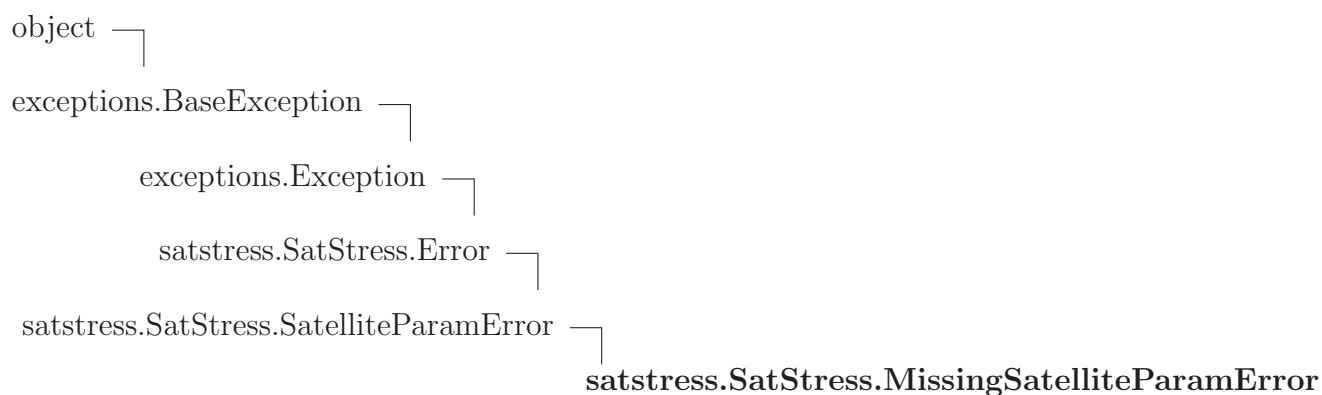 object
exceptions.BaseException
exceptions.Exception
satstress.SatStress.Error
satstress.SatStress.SatelliteParamError
satstress.SatStress.MissingSatelliteParamError